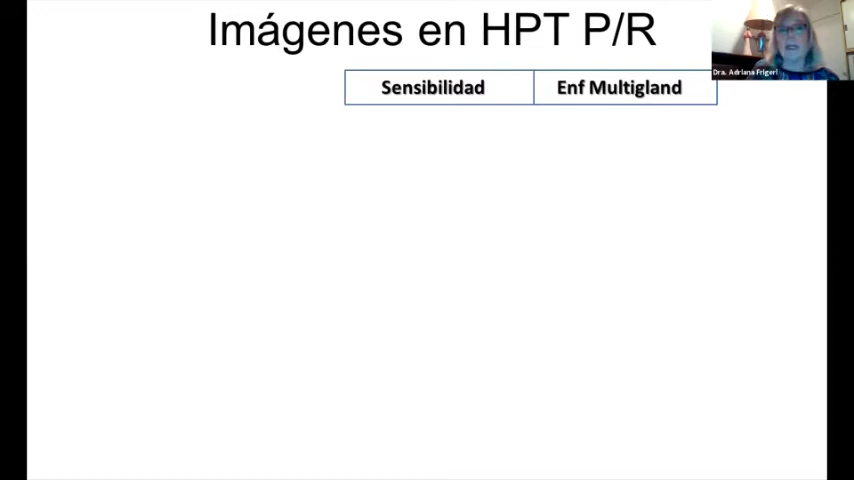 Imágenes en HPT P/R
Dra. Adriana Frigeri
Sensibilidad
Enf Multigland